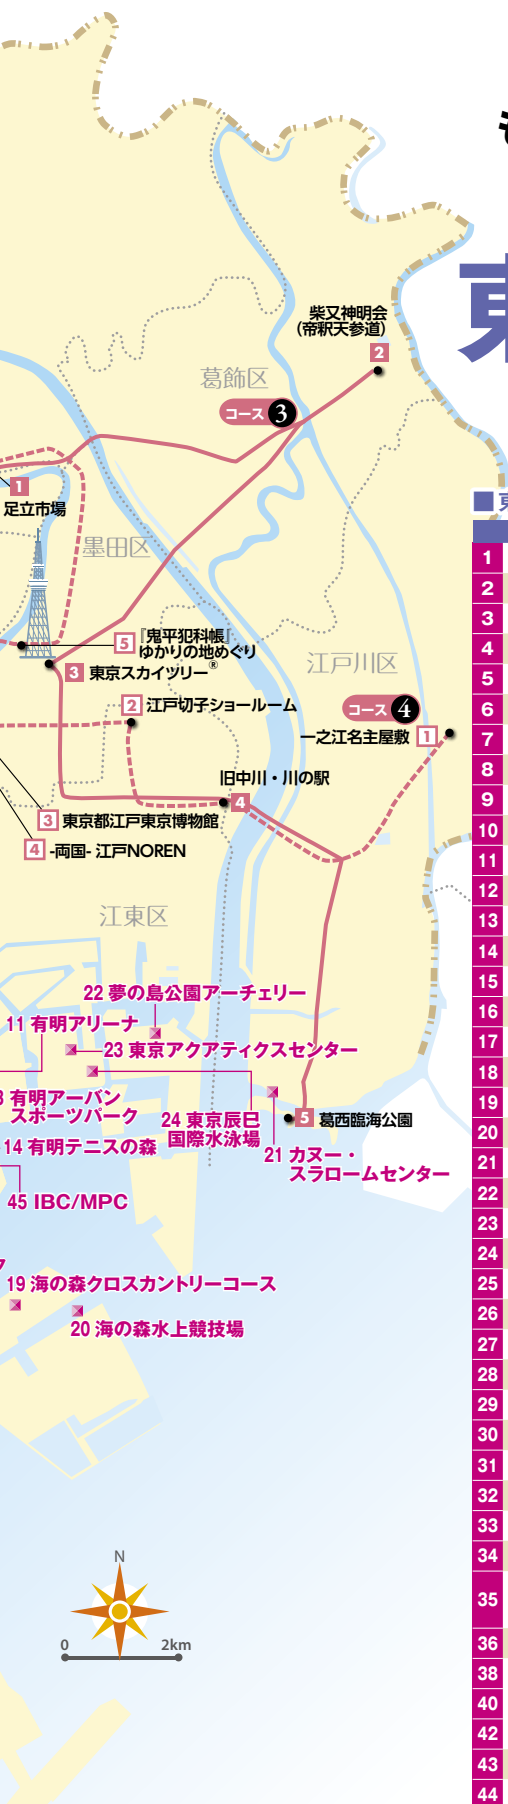 柴又神明会
（帝釈天参道）
2
葛飾区
コース 3
1
足立市場
墨田区
5 『鬼平犯科帳』
ゆかりの地めぐり
3 東京スカイツリー®
江戸川区
2 江戸切子ショールーム
コース 4
一之江名主屋敷 1
旧中川・川の駅
4
3 東京都江戸東京博物館
4 -両国- 江戸NOREN
江東区
22 夢の島公園アーチェリー
11 有明アリーナ
23 東京アクアティクスセンター
有明アーバン
スポーツパーク
24 東京辰巳
国際水泳場
5 葛西臨海公園
14 有明テニスの森
21 カヌー・
スラロームセンター
45 IBC/MPC
19 海の森クロスカントリーコース
20 海の森水上競技場
N
0 2km
■東
1
2
3
4
5
6
7
8
9
10
11
12
13
14
15
16
17
18
19
20
21
22
23
24
25
26
27
28
29
30
31
32
33
34
35
36
38
40
42
43
44